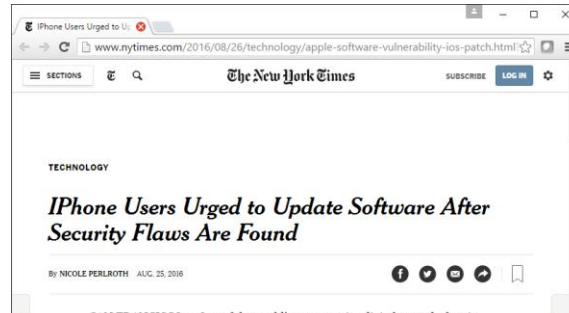 IPhone Users Urged to Up
www.nytimes.com/2016/08/26/technology/apple-software-vulnerability-ios-patch.html
SECTIONS The New York Times SUBSCRIBE LOG IN
TECHNOLOGY
IPhone Users Urged to Update Software After
Security Flaws Are Found
By NICOLE PERLROTH AUG. 25, 2016